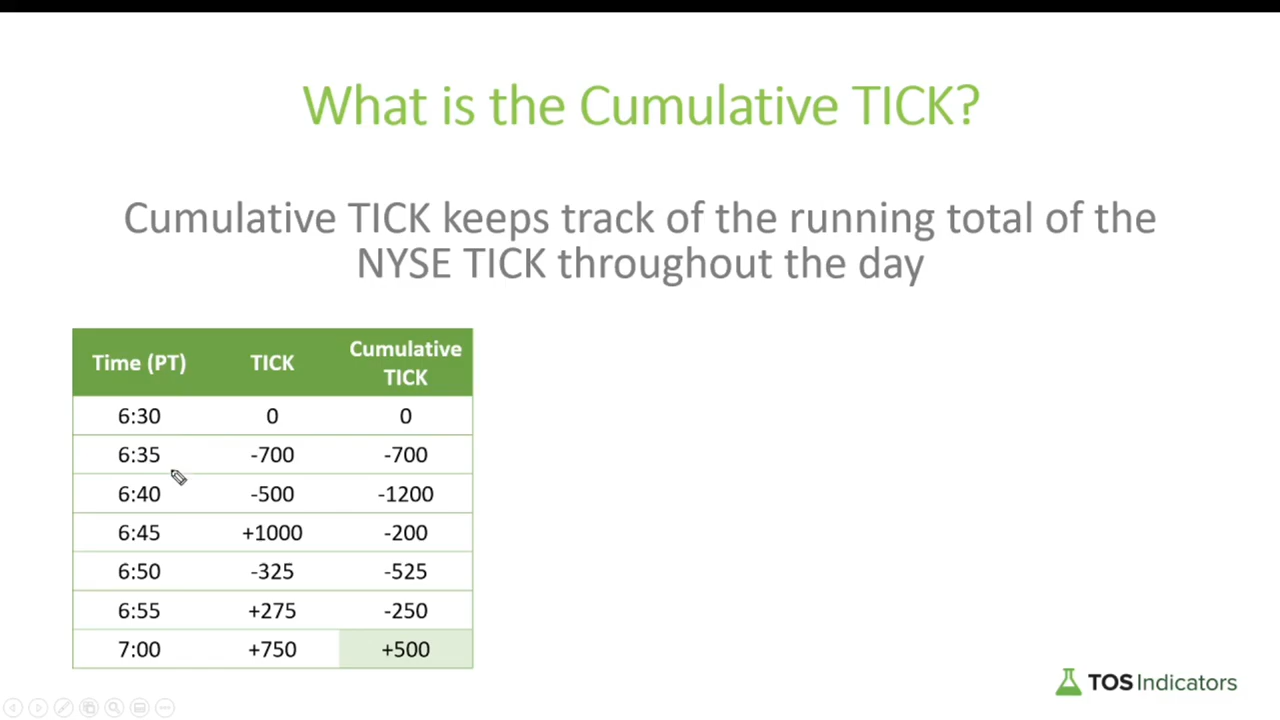 What is the Cumulative TICK?
Cumulative TICK keeps track of the running total of the
NYSE TICK throughout the day
Time (PT) TICK Cumulative TICK
6:30 0 0
6:35 -700 -700
6:40 -500 -1200
6:45 +1000 -200
6:50 -325 -525
6:55 +275 -250
7:00 +750 +500
TOS Indicators